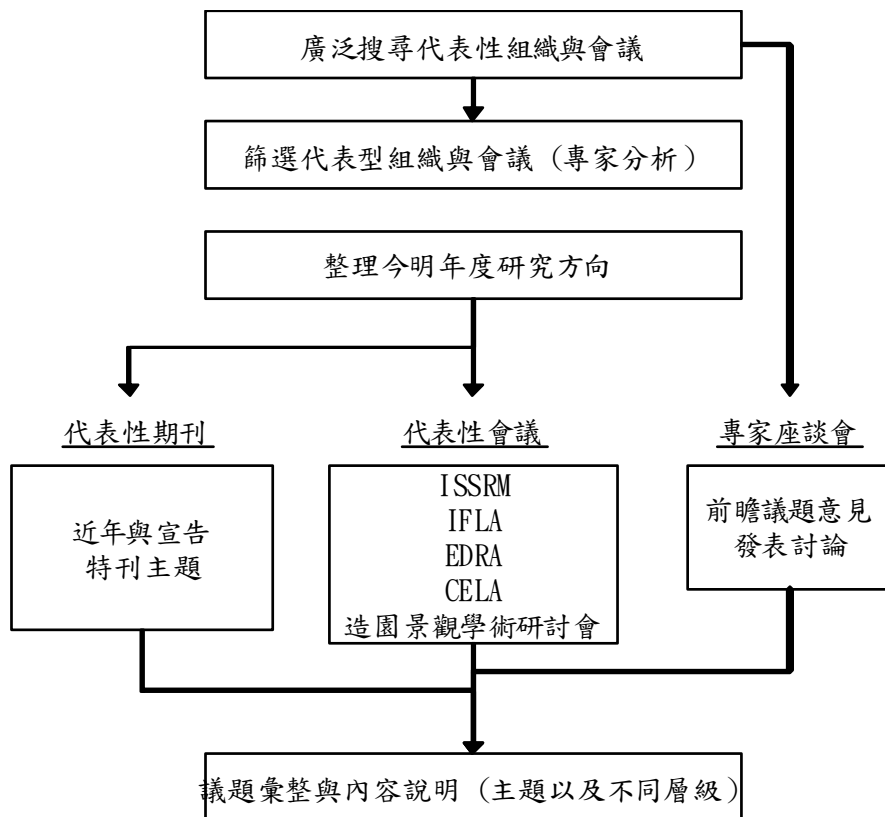 廣泛搜尋代表性組織與會議
篩選代表型組織與會議（專家分析）
整理今明年度研究方向
代表性期刊
近年與宣告
特刊主題
代表性會議
ISSRM
IFLA
EDRA
CELA
造園景觀學術研討會
專家座談會
前瞻議題意見
發表討論
議題彙整與內容說明（主題以及不同層級）